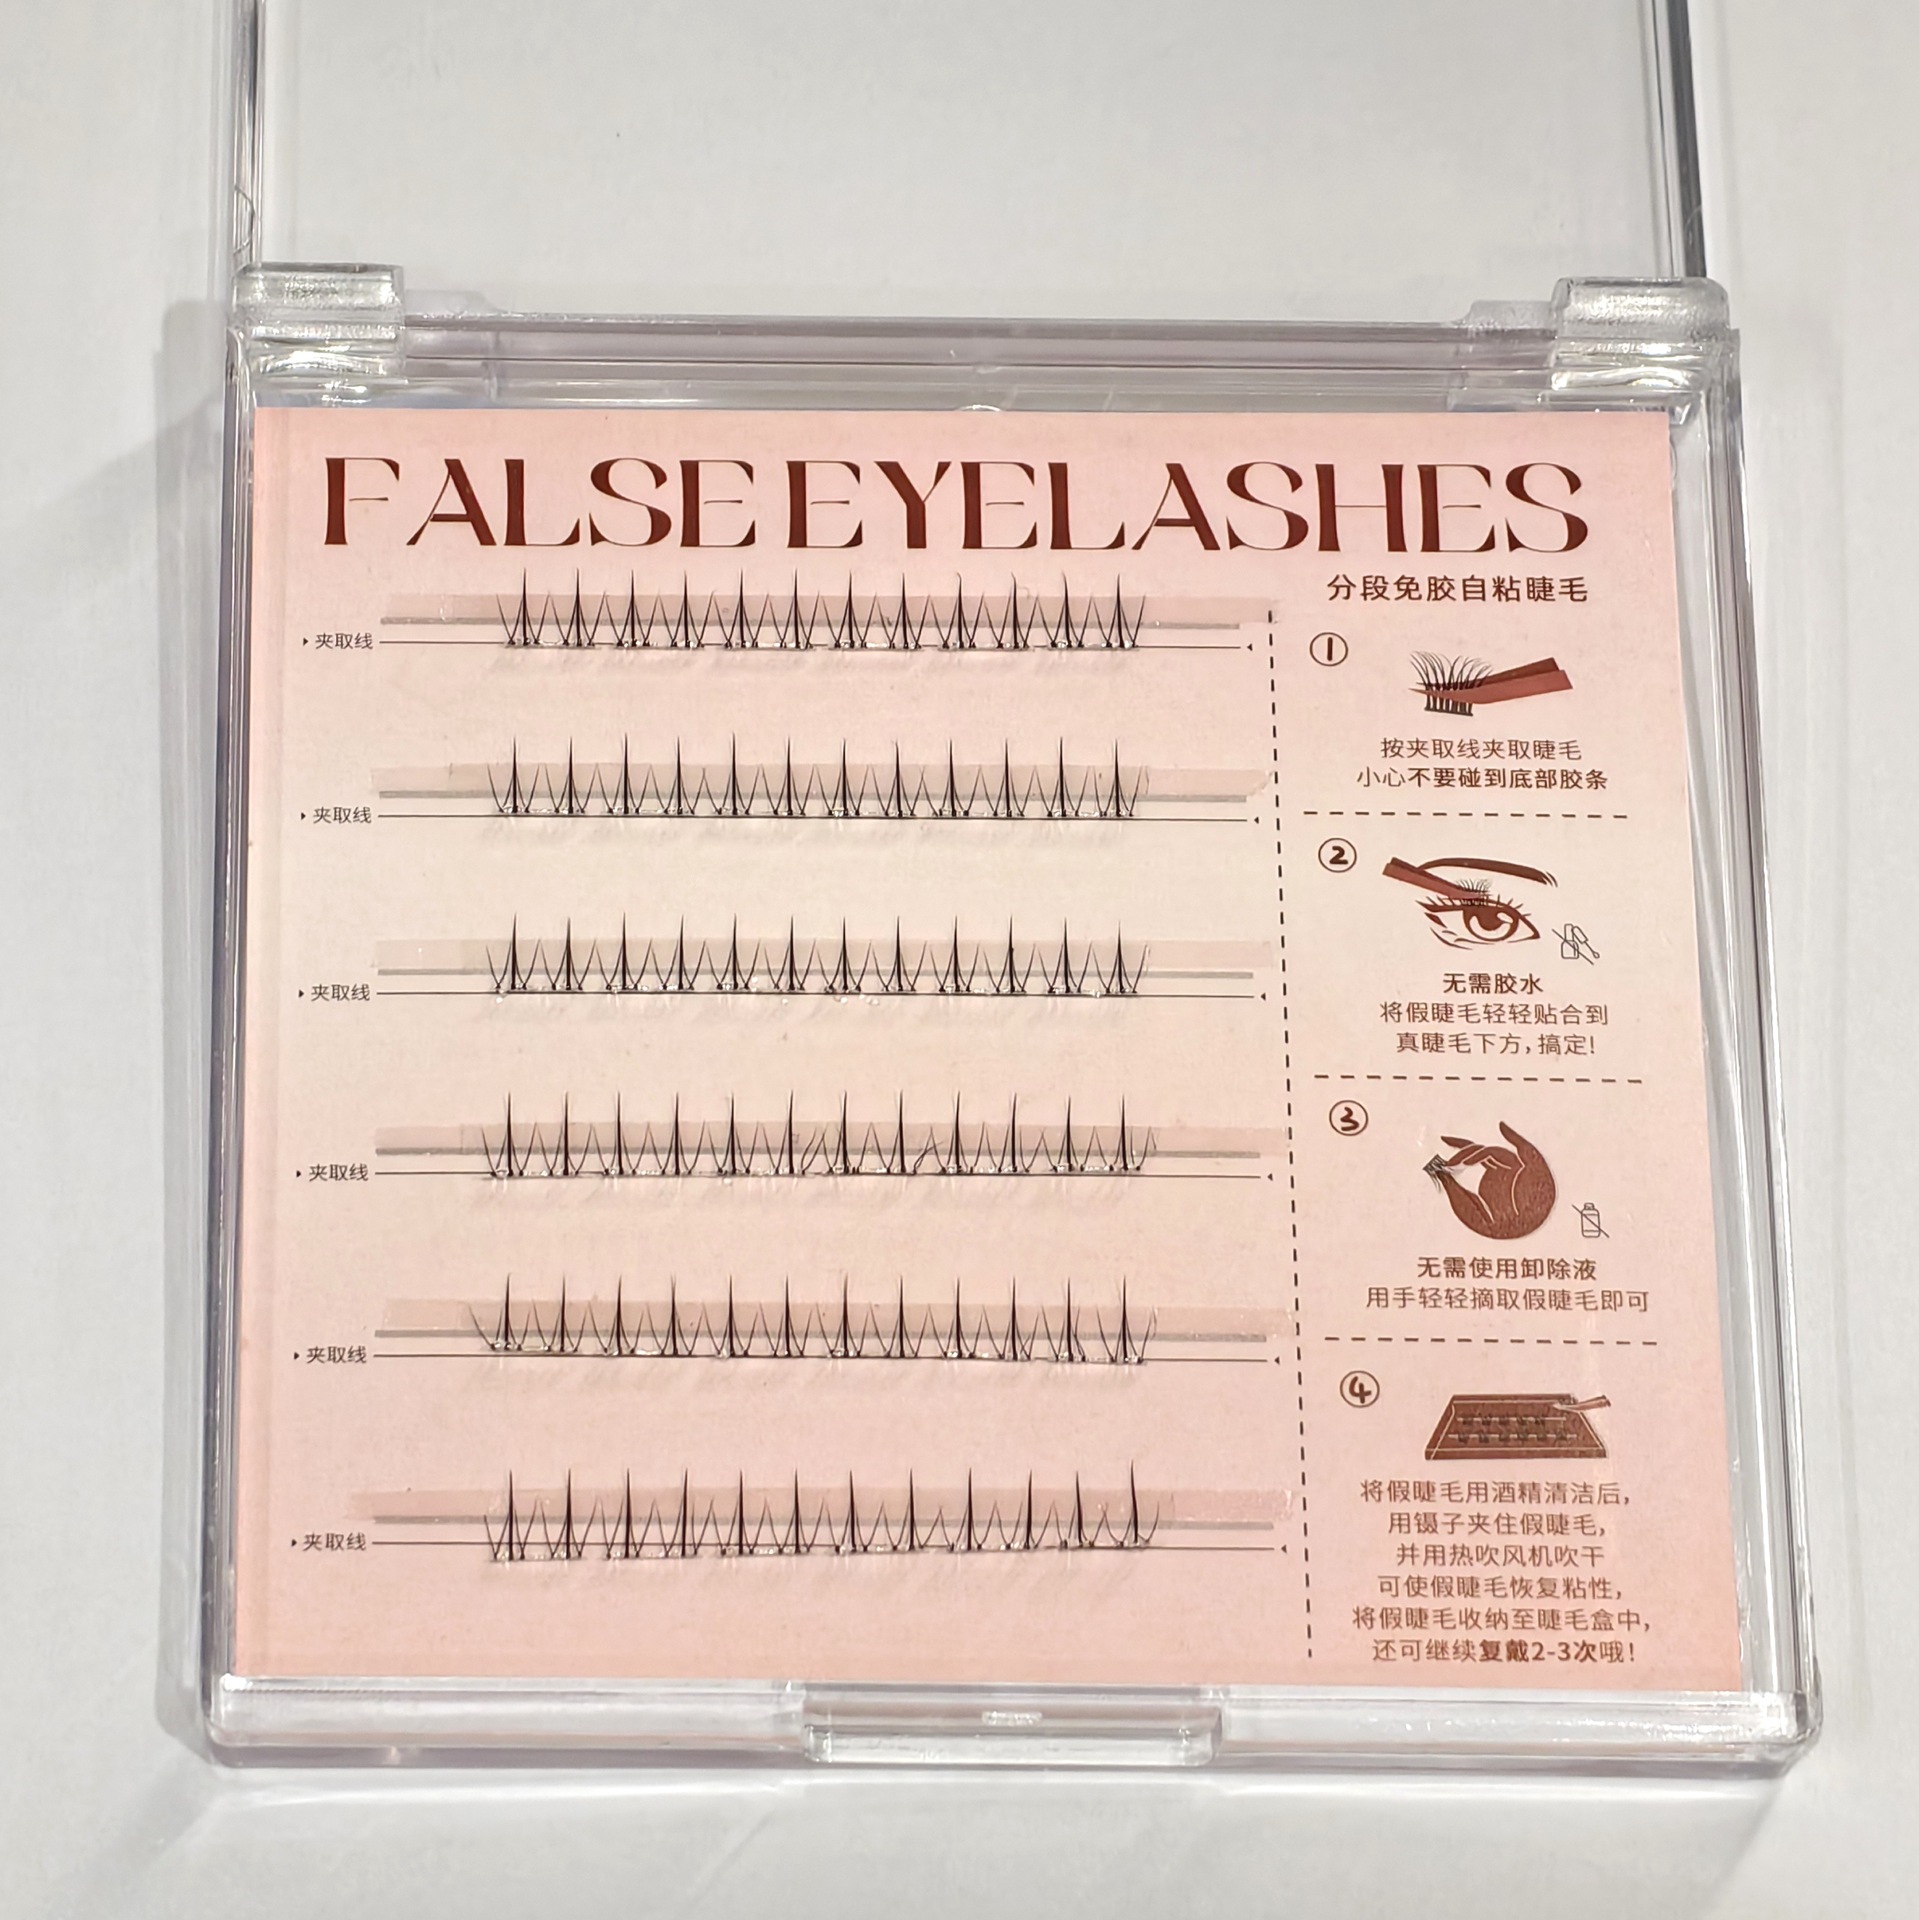 FALSE EYELASHES
分段免胶自粘睫毛
夹取线
夹取线
夹取线
夹取线
夹取线
夹取线
①
按夹取线夹取睫毛
小心不要碰到底部胶条
②
无需胶水
将假睫毛轻轻贴合到
真睫毛下方,搞定!
③
无需使用卸除液
用手轻轻摘取假睫毛即可
④
将假睫毛用酒精清洁后,
用镊子夹住假睫毛,
并用热吹风机吹干
可使假睫毛恢复粘性,
将假睫毛收纳至睫毛盒中,
还可继续复戴2-3次哦!